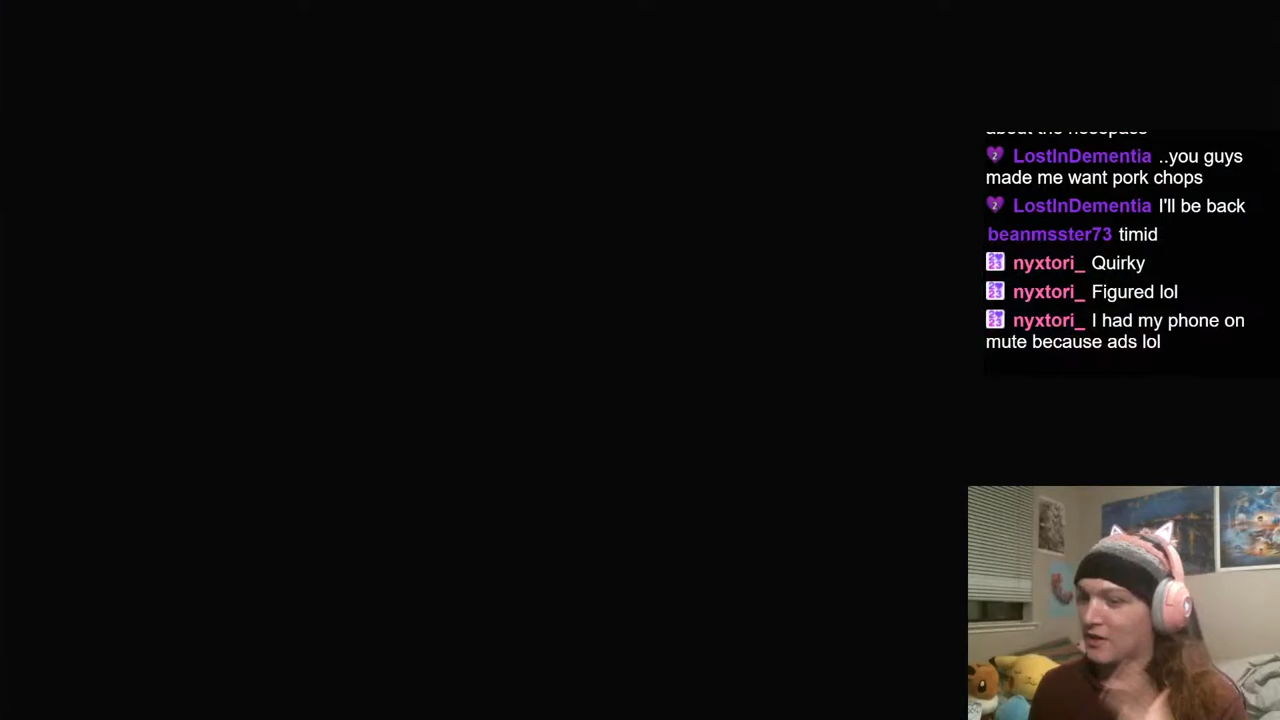 LostInDementia ..you guys
made me want pork chops
LostInDementia I'll be back
beanmsster73 timid
nyxtori_ Quirky
nyxtori_ Figured lol
nyxtori_ I had my phone on
mute because ads lol